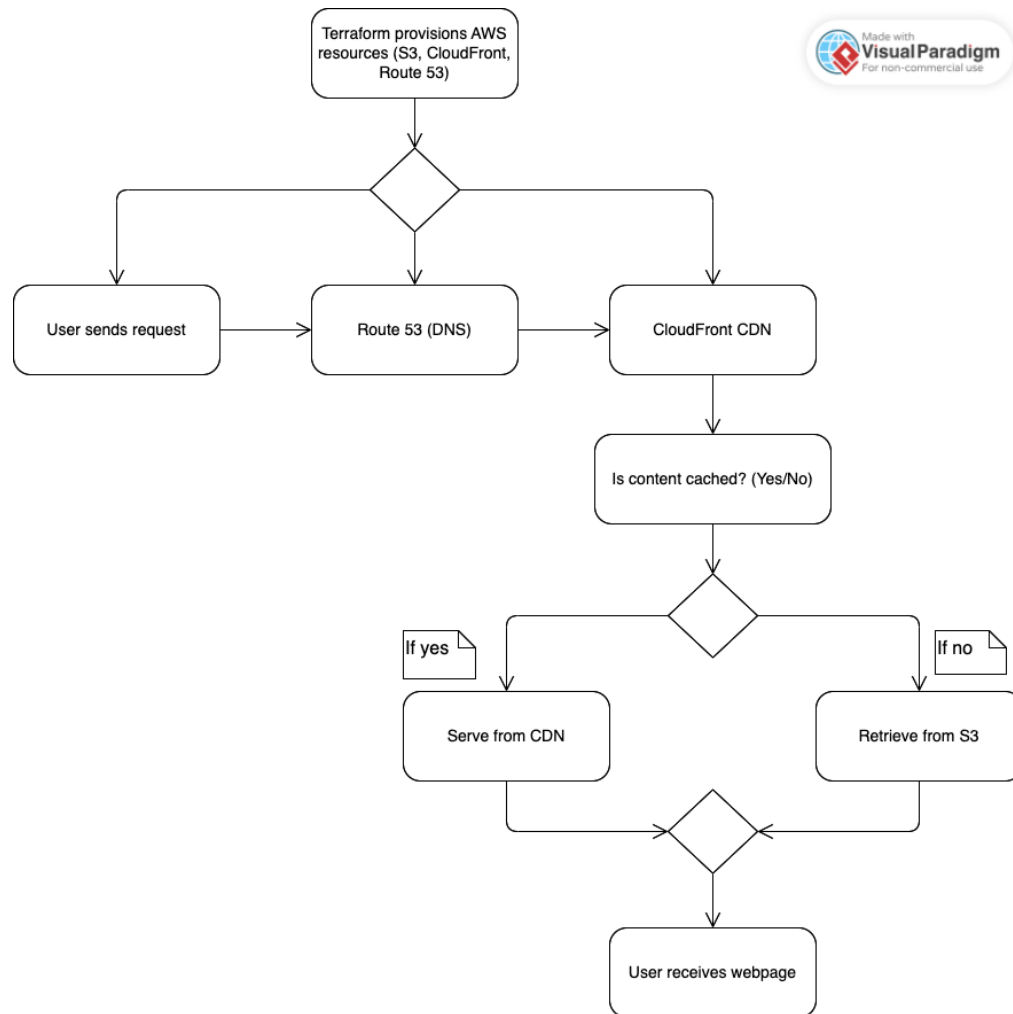 Terraform provisions AWS
resources (S3, CloudFront,
Route 53)
Made with
VisualParadigm
For non-commercial use
User sends request
Route 53 (DNS)
CloudFront CDN
Is content cached? (Yes/No)
If yes
If no
Serve from CDN
Retrieve from S3
User receives webpage